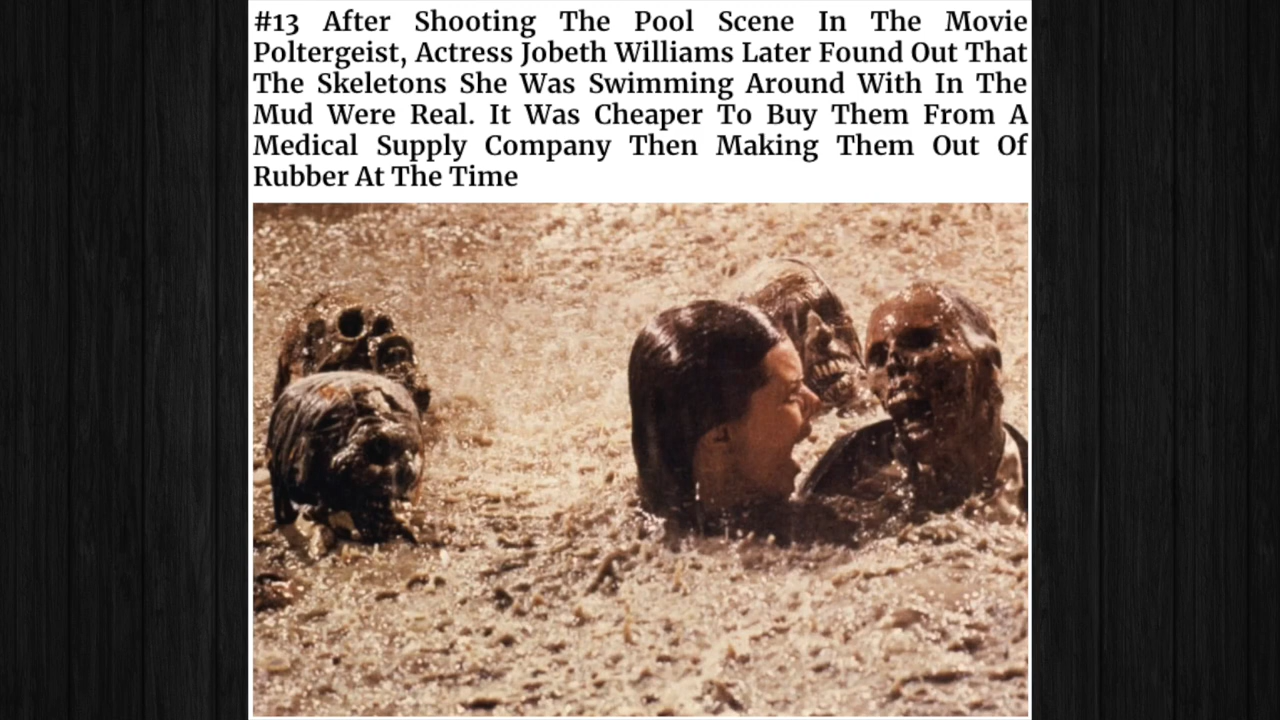 #13 After Shooting The Pool Scene In The Movie
Poltergeist, Actress Jobeth Williams Later Found Out That
The Skeletons She Was Swimming Around With In The
Mud Were Real. It Was Cheaper To Buy Them From A
Medical Supply Company Then Making Them Out Of
Rubber At The Time